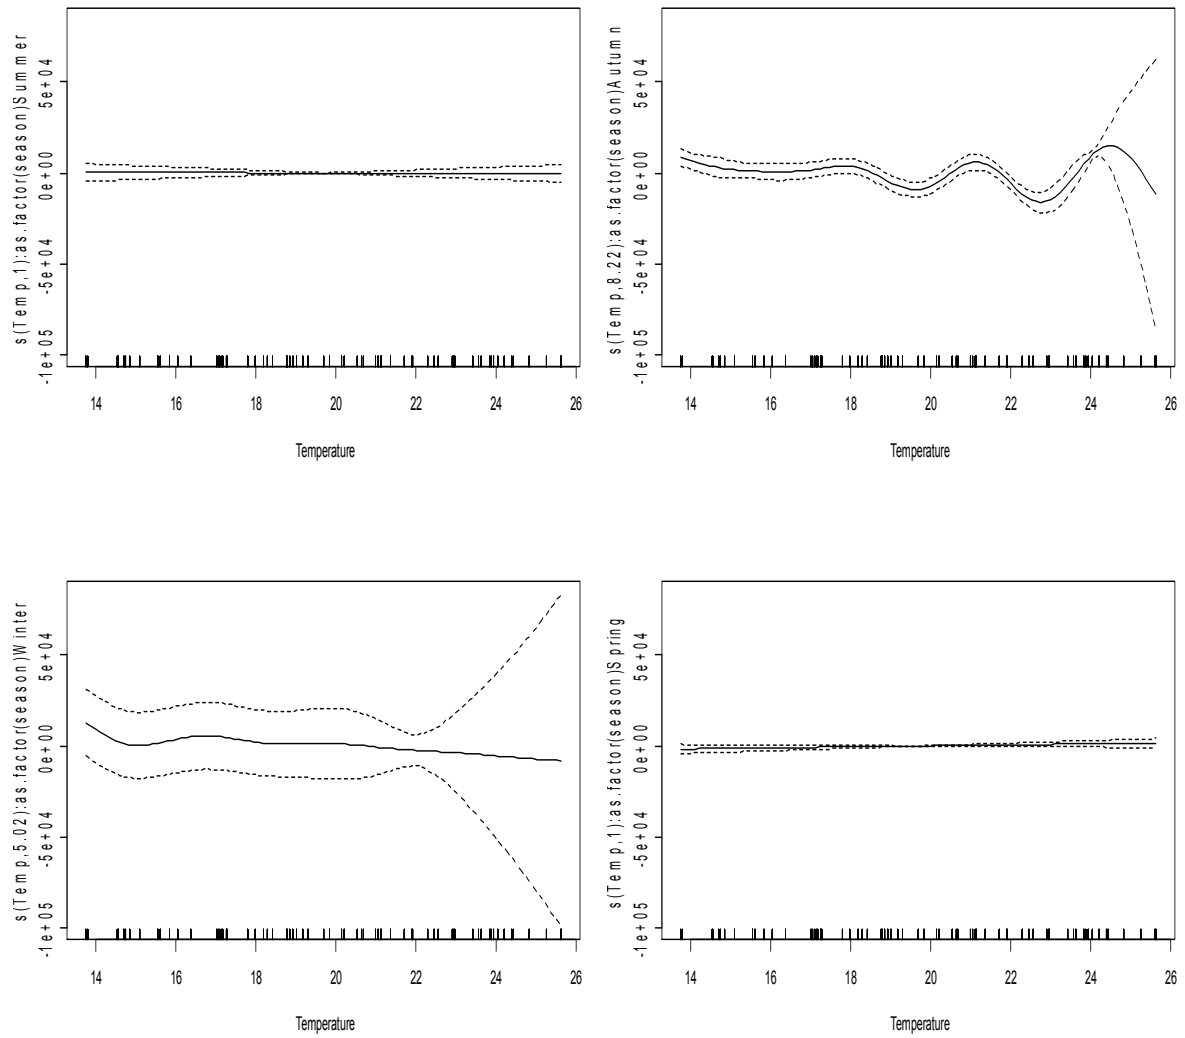 s(Temp,1):as.factor(season)Summer
5e+04
0e+00
-5e+04
-1e+05
14 16 18 20 22 24 26
Temperature
s(Temp,8.22):as.factor(season)Autumn
5e+04
0e+00
-5e+04
-1e+05
14 16 18 20 22 24 26
Temperature
s(Temp,5.02):as.factor(season)Winter
5e+04
0e+00
-5e+04
-1e+05
14 16 18 20 22 24 26
Temperature
s(Temp,1):as.factor(season)Spring
5e+04
0e+00
-5e+04
-1e+05
14 16 18 20 22 24 26
Temperature